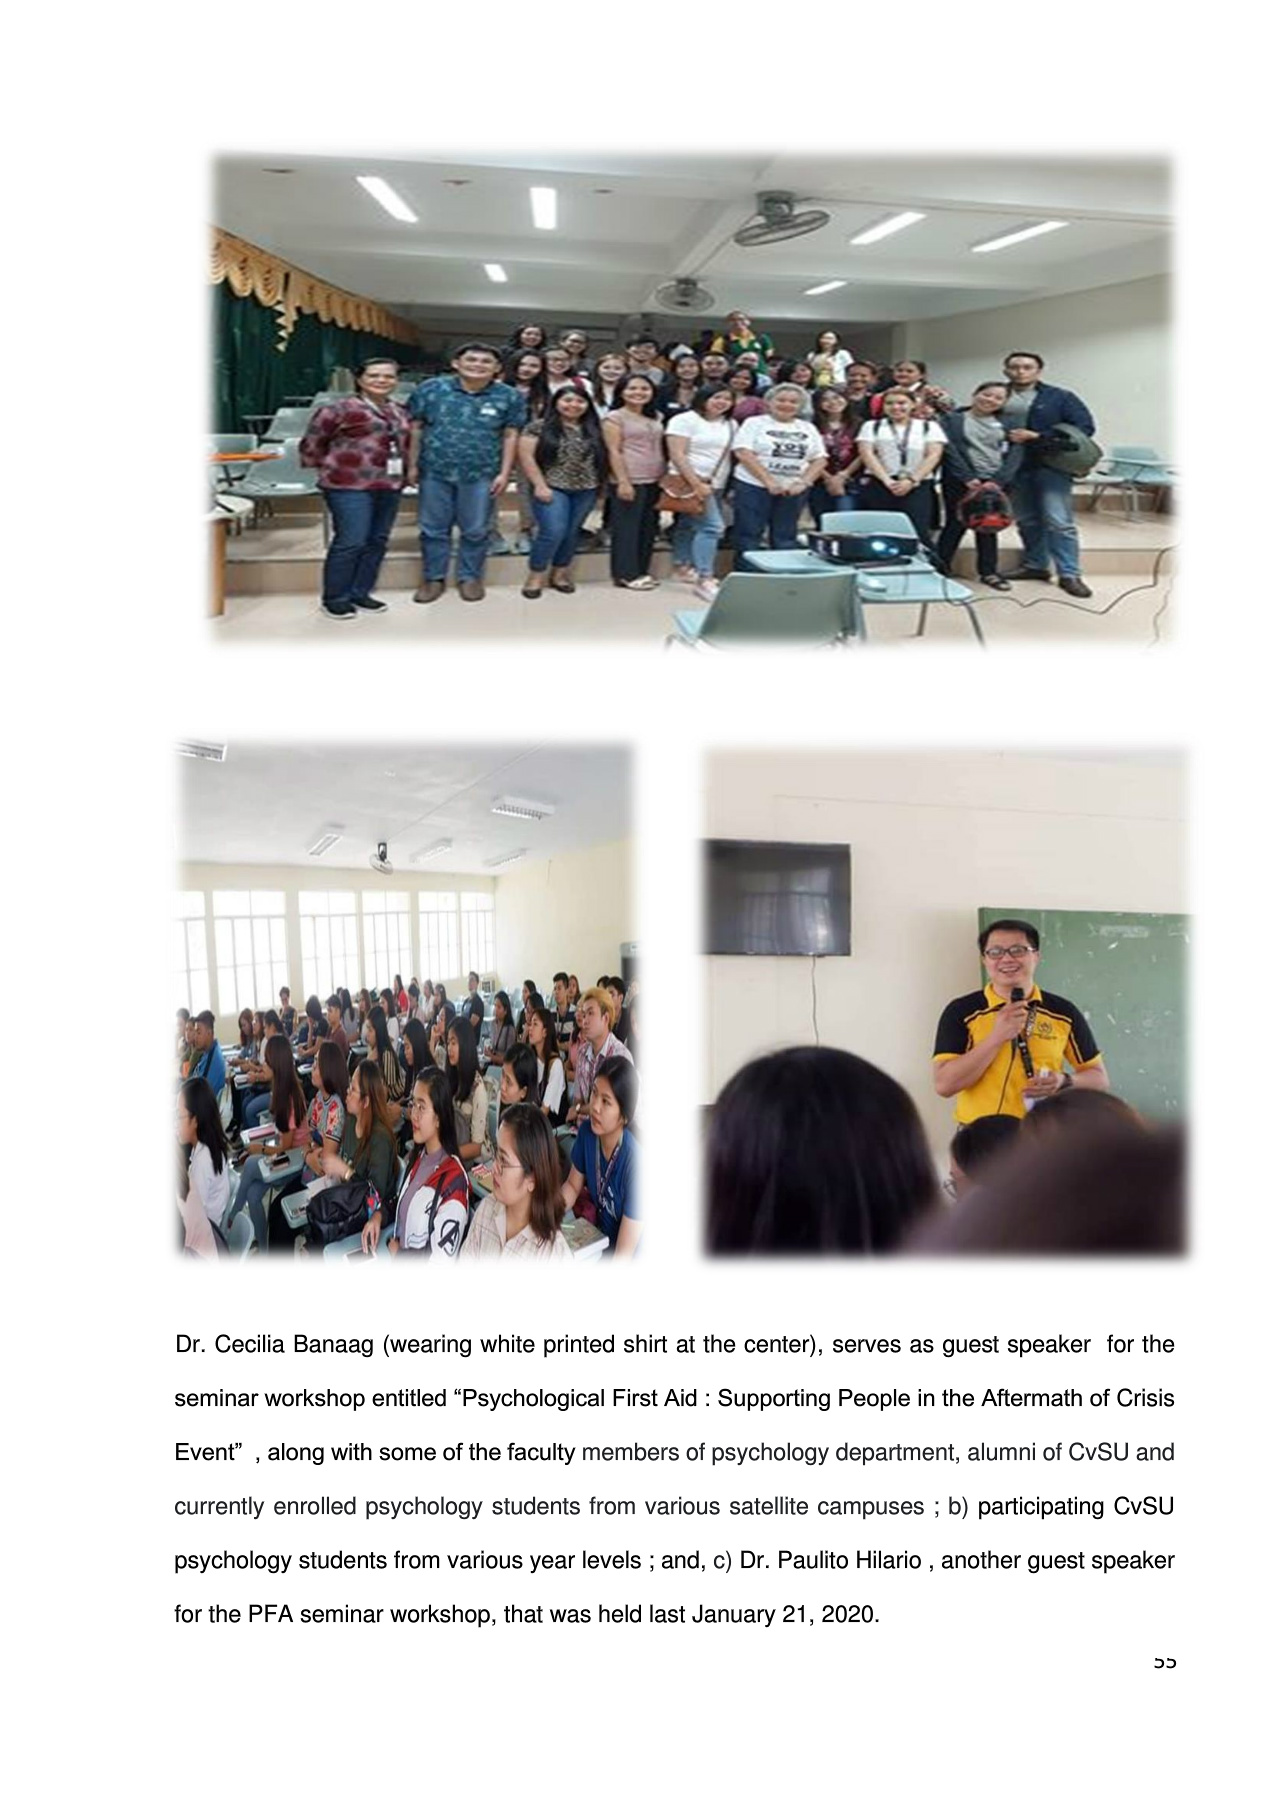 YOU
LEARN
Dr. Cecilia Banaag (wearing white printed shirt at the center), serves as guest speaker for the
seminar workshop entitled “Psychological First Aid : Supporting People in the Aftermath of Crisis
Event” , along with some of the faculty members of psychology department, alumni of CvSU and
currently enrolled psychology students from various satellite campuses ; b) participating CvSU
psychology students from various year levels ; and, c) Dr. Paulito Hilario , another guest speaker
for the PFA seminar workshop, that was held last January 21, 2020.
55